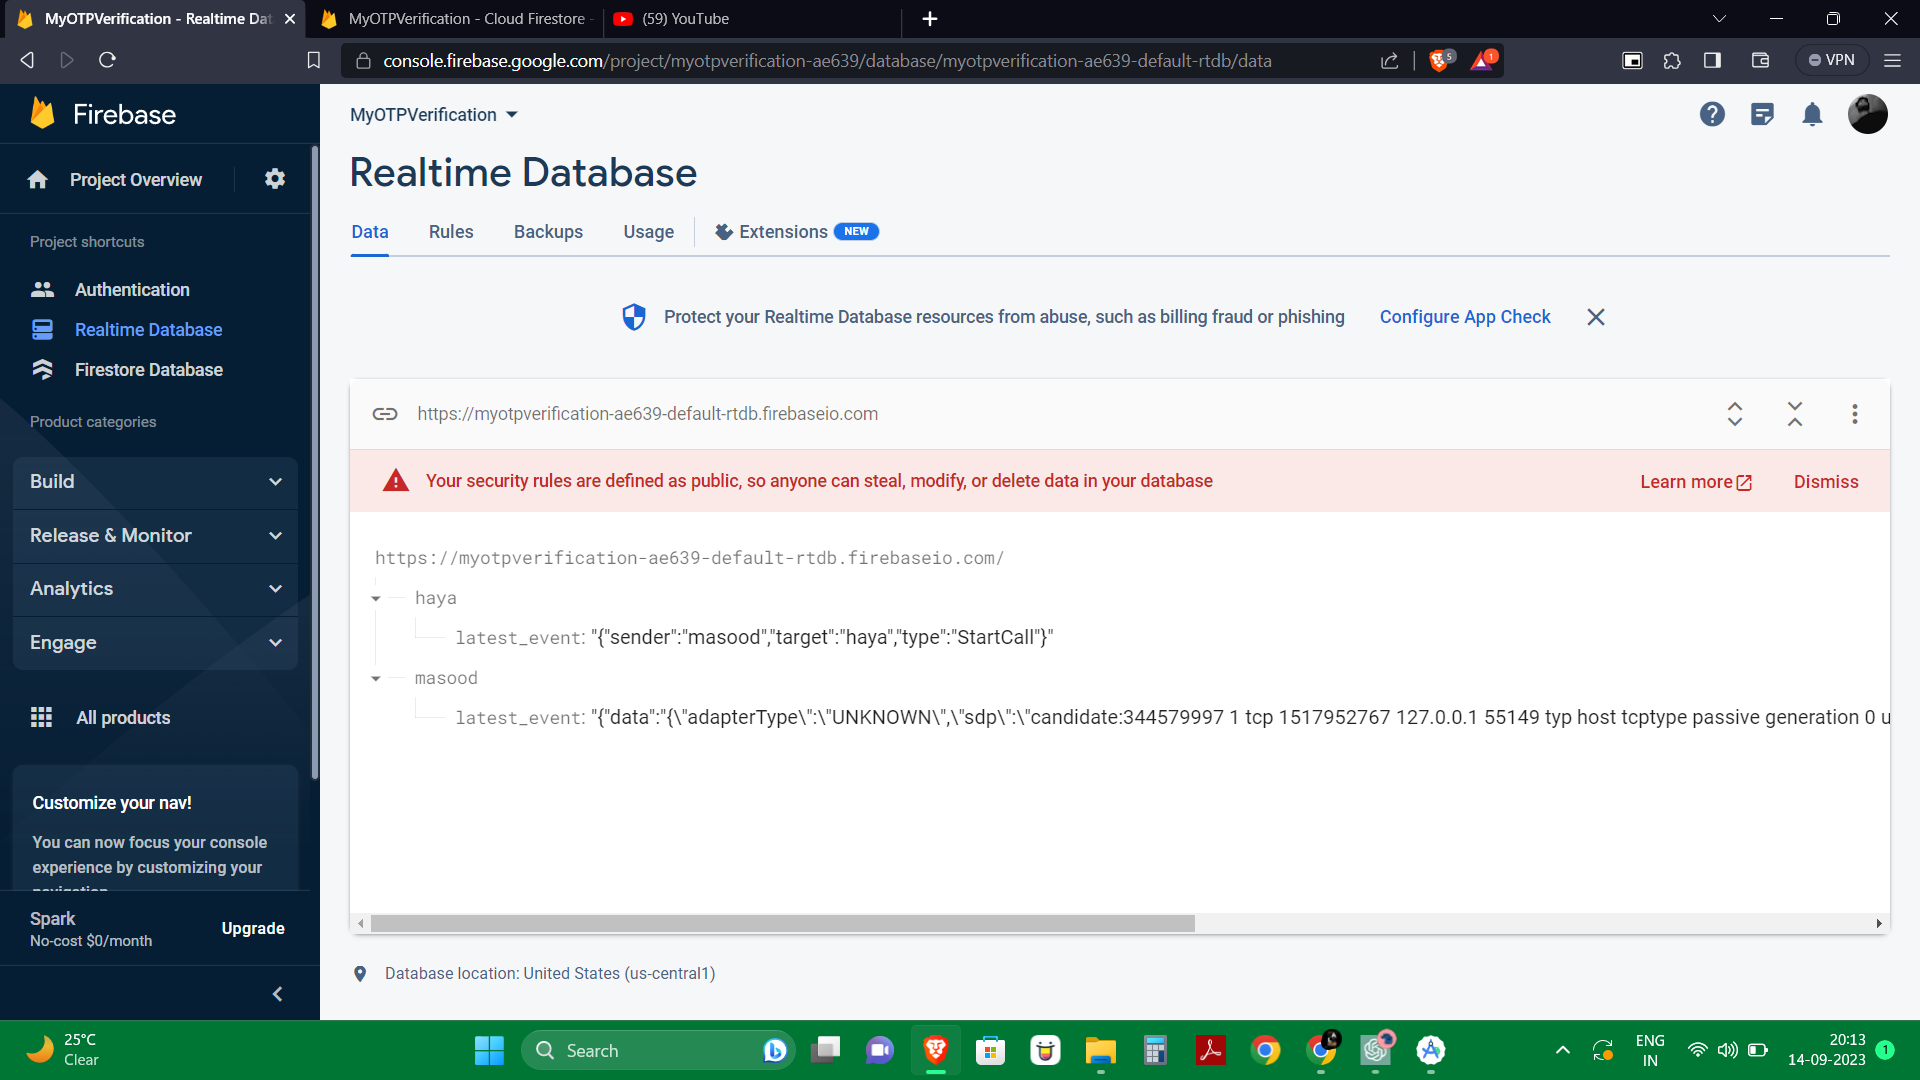 MyOTPVerification - Realtime Dat
MyOTPVerification - Cloud Firestore -
(59) YouTube
console.firebase.google.com/project/myotpverification-ae639/database/myotpverification-ae639-default-rtdb/data
5
1
VPN
Firebase
MyOTPVerification
Project Overview
Realtime Database
Project shortcuts
Data
Rules
Backups
Usage
Extensions
NEW
Authentication
Realtime Database
Firestore Database
Protect your Realtime Database resources from abuse, such as billing fraud or phishing
Configure App Check
Product categories
https://myotpverification-ae639-default-rtdb.firebaseio.com
Build
Your security rules are defined as public, so anyone can steal, modify, or delete data in your database
Learn more
Dismiss
Release & Monitor
https://myotpverification-ae639-default-rtdb.firebaseio.com/
Analytics
haya
latest_event: "{"sender":"masood","target":"haya","type":"StartCall"}"
Engage
masood
latest_event: "{"data":"{\"adapterType\":\"UNKNOWN\",\"sdp\":\"candidate:344579997 1 tcp 1517952767 127.0.0.1 55149 typ host tcptype passive generation 0 u
All products
Customize your nav!
You can now focus your console
experience by customizing your
navigation
Spark
No-cost $0/month
Upgrade
Database location: United States (us-central1)
25°C
Clear
Search
ENG
IN
20:13
14-09-2023
1